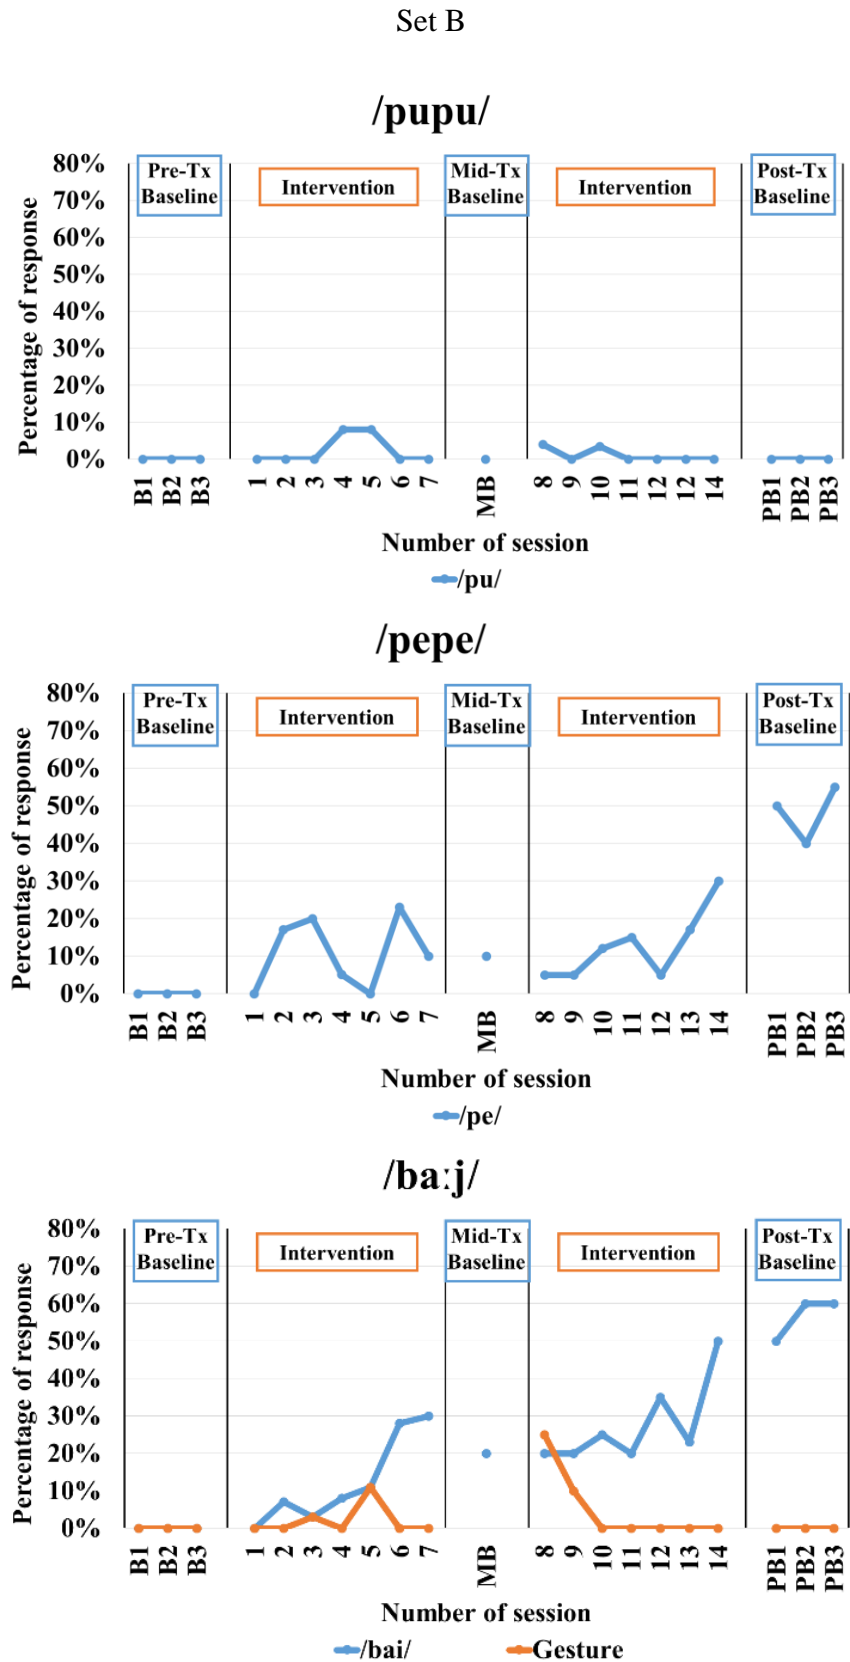 Set B
/pupu/
80%
70%
60%
50%
40%
30%
20%
10%
0%
Percentage of response
Pre-Tx
Baseline
Intervention
Mid-Tx
Baseline
Intervention
Post-Tx
Baseline
B1 B2 B3 1 2 3 4 5 6 7 MB 8 9 10 11 12 12 14 PB1 PB2 PB3
Number of session
/pu/
/pepe/
80%
70%
60%
50%
40%
30%
20%
10%
0%
Percentage of response
Pre-Tx
Baseline
Intervention
Mid-Tx
Baseline
Intervention
Post-Tx
Baseline
B1 B2 B3 1 2 3 4 5 6 7 MB 8 9 10 11 12 13 14 PB1 PB2 PB3
Number of session
/pe/
/baːj/
80%
70%
60%
50%
40%
30%
20%
10%
0%
Percentage of response
Pre-Tx
Baseline
Intervention
Mid-Tx
Baseline
Intervention
Post-Tx
Baseline
B1 B2 B3 1 2 3 4 5 6 7 MB 8 9 10 11 12 13 14 PB1 PB2 PB3
Number of session
/bai/ Gesture